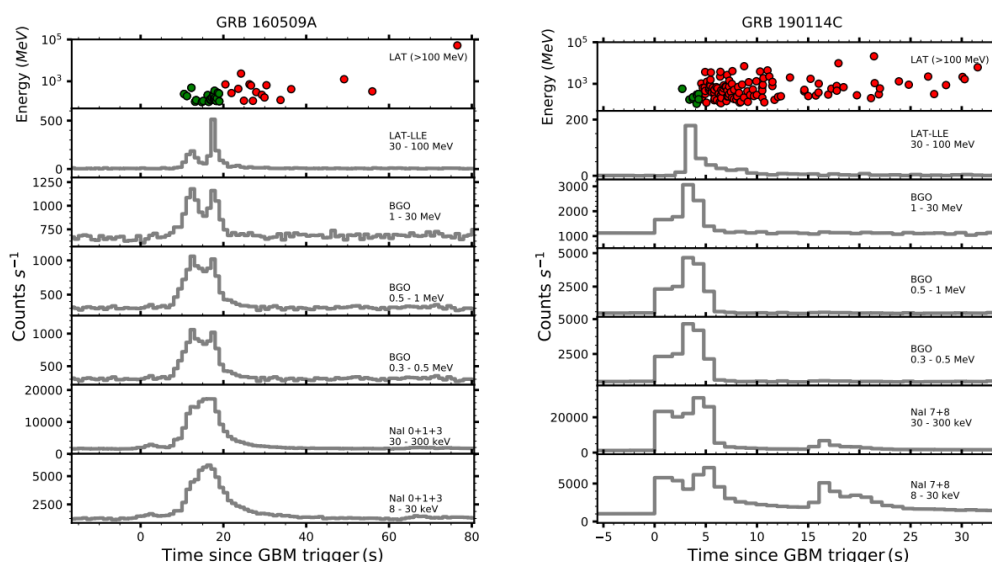 GRB 160509A
Energy (MeV)
10^5
10^3
LAT (>100 MeV)
Counts s^-1
500
0
LAT-LLE
30 - 100 MeV
1250
1000
750
BGO
1 - 30 MeV
1000
500
BGO
0.5 - 1 MeV
1000
500
BGO
0.3 - 0.5 MeV
20000
10000
0
NaI 0+1+3
30 - 300 keV
5000
2500
NaI 0+1+3
8 - 30 keV
0 20 40 60 80
Time since GBM trigger (s)
GRB 190114C
Energy (MeV)
10^5
10^3
LAT (>100 MeV)
Counts s^-1
200
0
LAT-LLE
30 - 100 MeV
3000
2000
1000
BGO
1 - 30 MeV
5000
2500
0
BGO
0.5 - 1 MeV
5000
2500
0
BGO
0.3 - 0.5 MeV
20000
0
NaI 7+8
30 - 300 keV
5000
0
NaI 7+8
8 - 30 keV
−5 0 5 10 15 20 25 30
Time since GBM trigger (s)